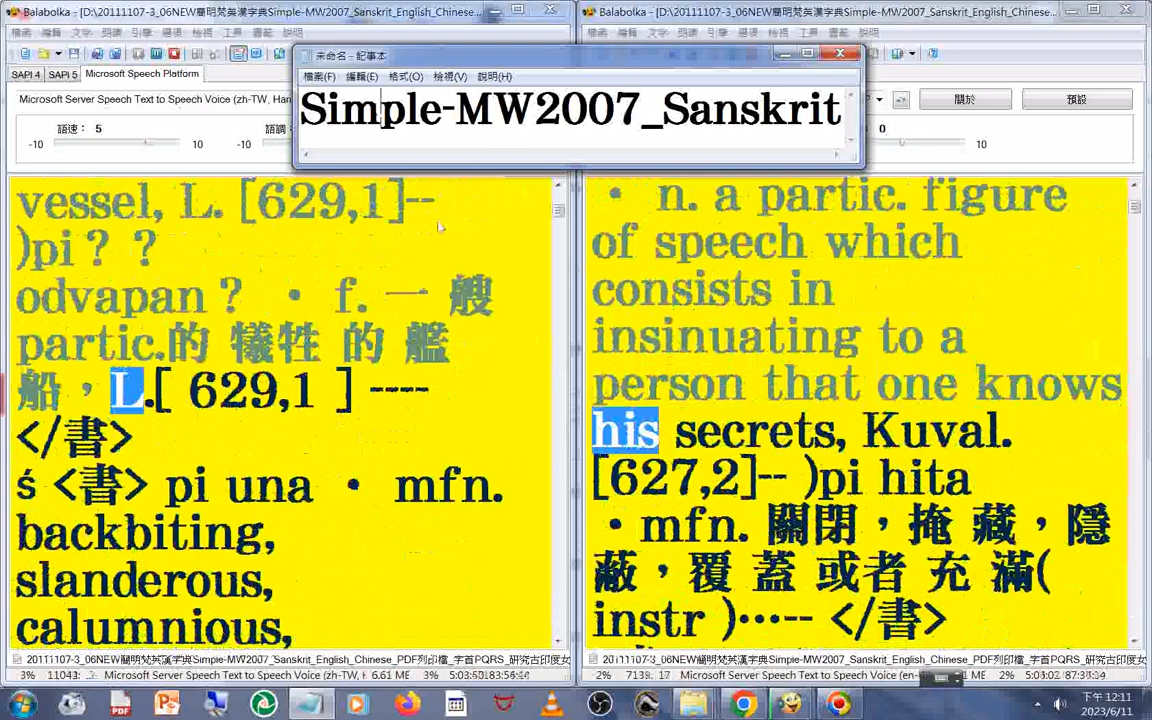 Balabolka - [D:\20111107-3_06NEW簡明梵英漢字典Simple-MW2007_Sanskrit_English_Chinese...
Balabolka - [D:\20111107-3_06NEW簡明梵英漢字典Simple-MW2007_Sanskrit_English_Chinese...
未命名 - 記事本
檔案(F) 編輯(E) 格式(O) 檢視(V) 說明(H)
Simple-MW2007_Sanskrit
SAPI 4 SAPI 5 Microsoft Speech Platform
Microsoft Server Speech Text to Speech Voice (zh-TW, Han
關於 預設
語速： 5 語調
-10 10 -10
0
10
vessel, L. [629,1]--
)pi？？
odvapan？ • f. 一 艘
partic.的 犧牲 的 艦
船，L.[ 629,1 ] ----
</書>
ś <書> pi una • mfn.
backbiting,
slanderous,
calumnious,
• n. a partic. figure
of speech which
consists in
insinuating to a
person that one knows
his secrets, Kuval.
[627,2]-- )pi hita
•mfn. 關閉，掩 藏，隱
蔽，覆 蓋 或者 充 滿(
instr )…-- </書>
20111107-3_06NEW簡明梵英漢字典Simple-MW2007_Sanskrit_English_Chinese_PDF列印檔_字首PQRS_研究古印度女
20111107-3_06NEW簡明梵英漢字典Simple-MW2007_Sanskrit_English_Chinese_PDF列印檔_字首PQRS_研究古印度女
3% 11043: Microsoft Server Speech Text to Speech Voice (zh-TW, H 6.61 MB 3%
2% 7138: 17 Microsoft Server Speech Text to Speech Voice (en- 2%
下午 12:11
2023/6/11